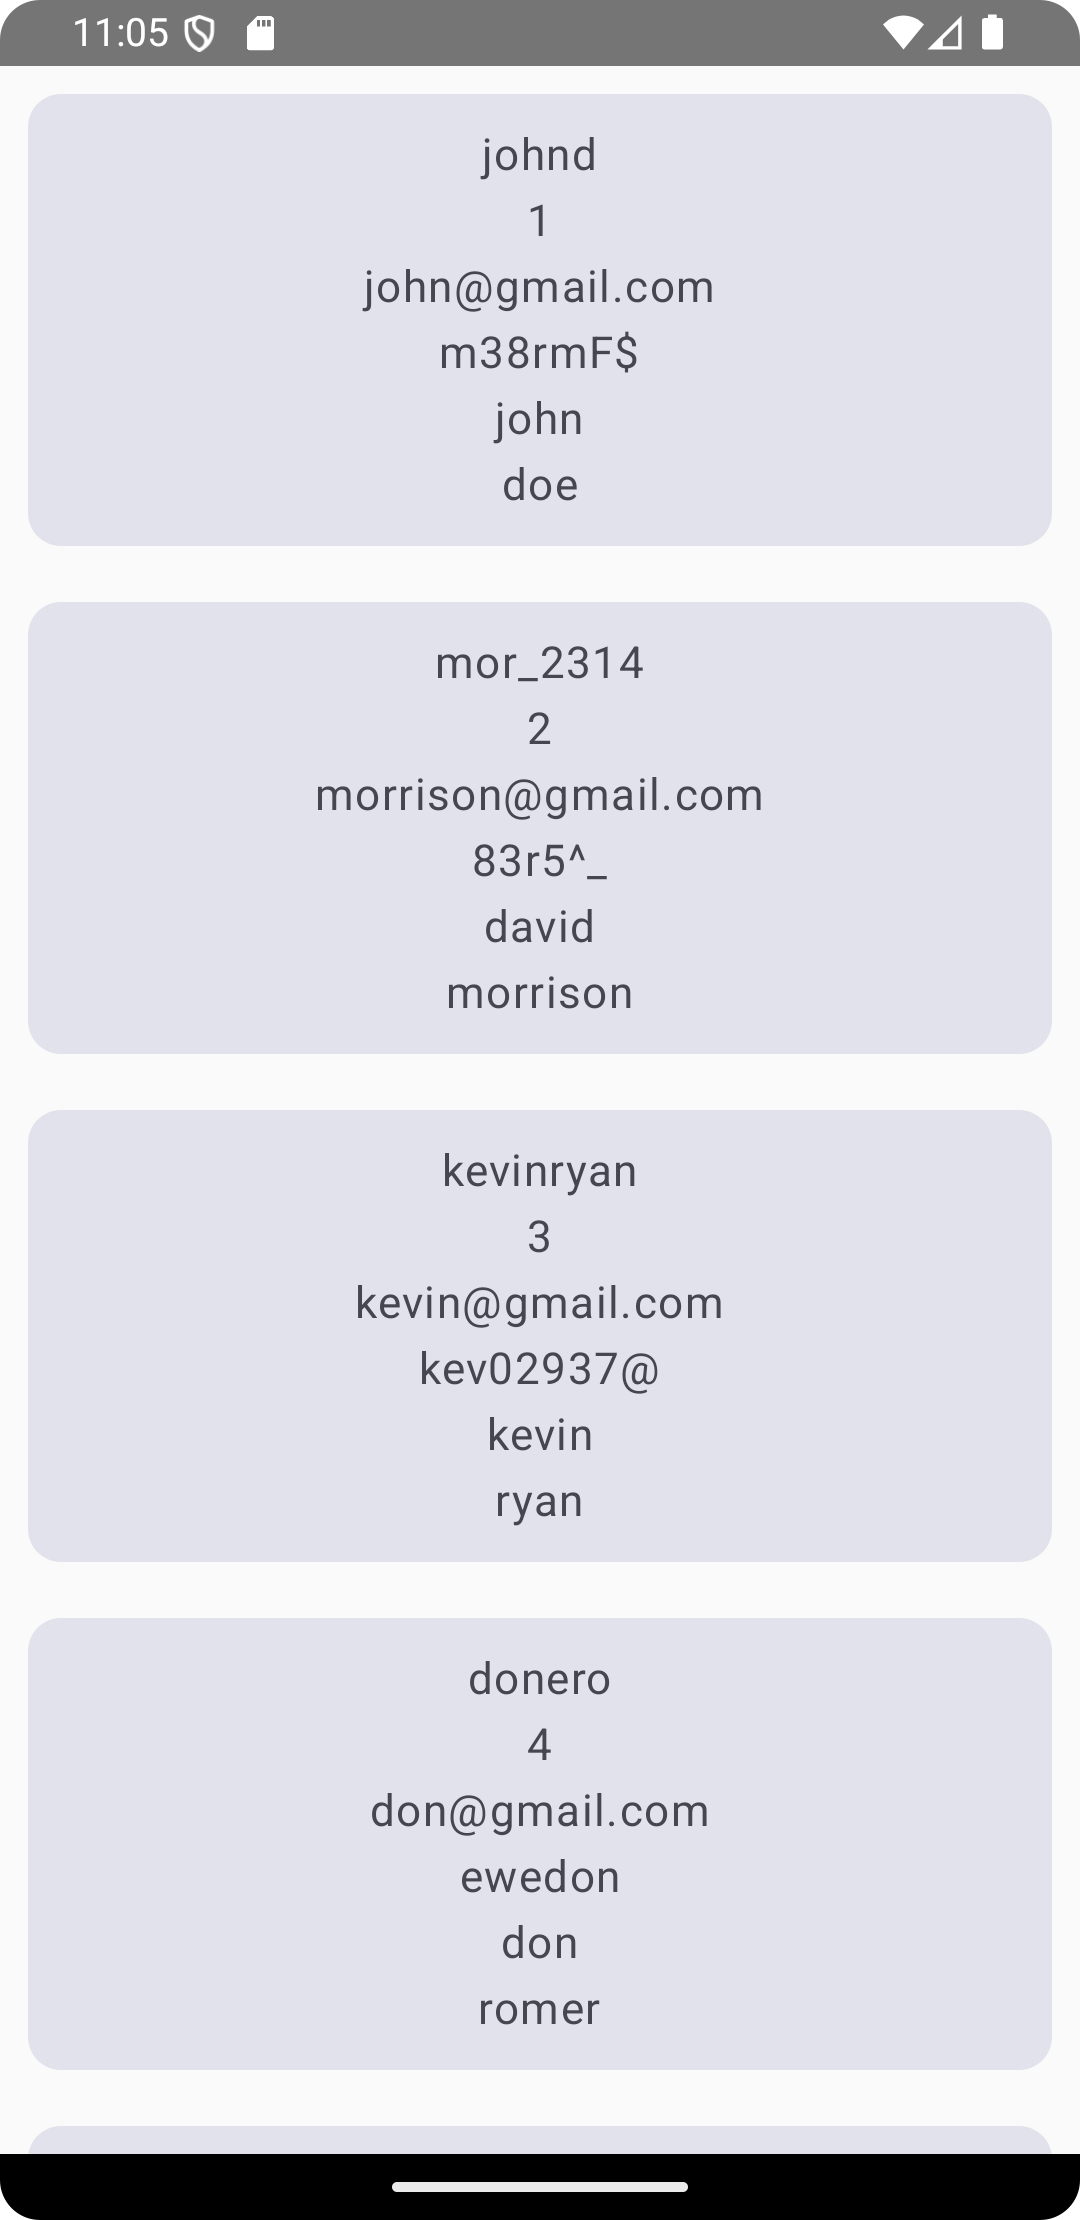 11:05
johnd
1
john@gmail.com
m38rmF$
john
doe
mor_2314
2
morrison@gmail.com
83r5^_
david
morrison
kevinryan
3
kevin@gmail.com
kev02937@
kevin
ryan
donero
4
don@gmail.com
ewedon
don
romer